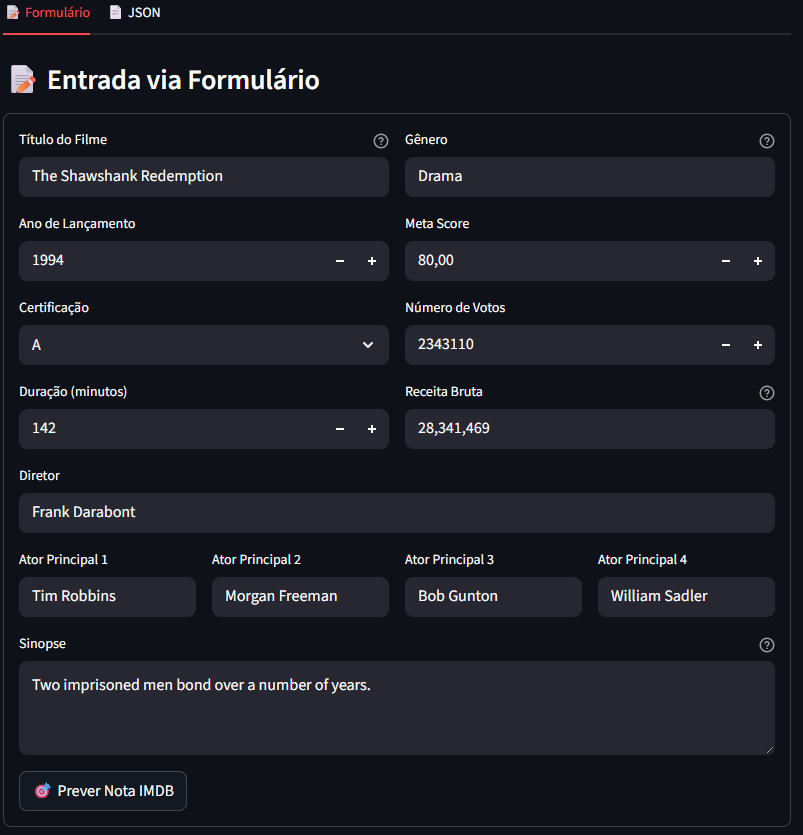 Formulário JSON
Entrada via Formulário
Título do Filme
The Shawshank Redemption
Gênero
Drama
Ano de Lançamento
1994
Meta Score
80,00
Certificação
A
Número de Votos
2343110
Duração (minutos)
142
Receita Bruta
28,341,469
Diretor
Frank Darabont
Ator Principal 1
Tim Robbins
Ator Principal 2
Morgan Freeman
Ator Principal 3
Bob Gunton
Ator Principal 4
William Sadler
Sinopse
Two imprisoned men bond over a number of years.
Prever Nota IMDB